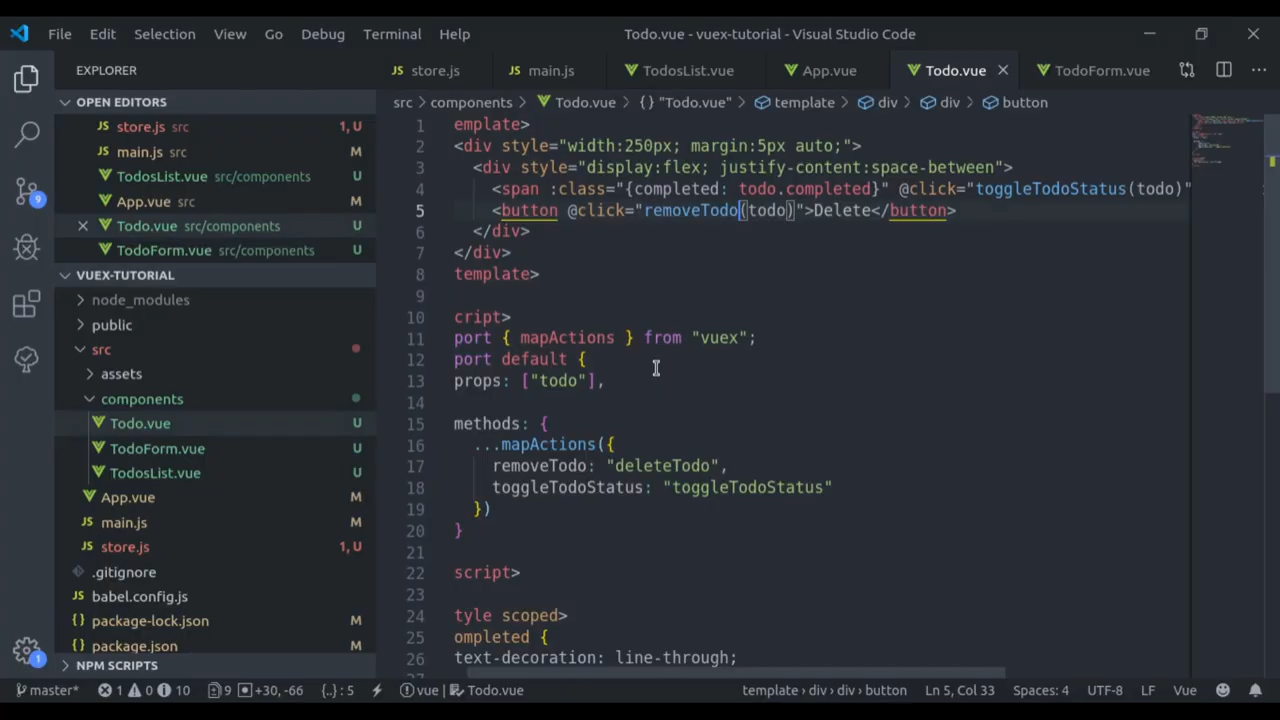 File Edit Selection View Go Debug Terminal Help Todo.vue - vuex-tutorial - Visual Studio Code
EXPLORER
store.js main.js TodosList.vue App.vue Todo.vue TodoForm.vue
OPEN EDITORS
store.js src 1, U
main.js src M
TodosList.vue src/components U
App.vue src M
Todo.vue src/components U
TodoForm.vue src/components U
VUEX-TUTORIAL
node_modules
public
src
assets
components
Todo.vue U
TodoForm.vue U
TodosList.vue U
App.vue M
main.js M
store.js 1, U
.gitignore
babel.config.js
package-lock.json M
package.json M
NPM SCRIPTS
9
1
src components Todo.vue {} "Todo.vue" template div div button
1 emplate>
2 <div style="width:250px; margin:5px auto;">
3 <div style="display:flex; justify-content:space-between">
4 <span :class="{completed: todo.completed}" @click="toggleTodoStatus(todo)"
5 <button @click="removeTodo(todo)">Delete</button>
6 </div>
7 </div>
8 template>
9
10 cript>
11 port { mapActions } from "vuex";
12 port default {
13 props: ["todo"],
14
15 methods: {
16 ...mapActions({
17 removeTodo: "deleteTodo",
18 toggleTodoStatus: "toggleTodoStatus"
19 })
20 }
21
22 script>
23
24 tyle scoped>
25 ompleted {
26 text-decoration: line-through;
master* 1 0 10 9 +30, -66 {..} : 5 vue | Todo.vue template › div › div › button Ln 5, Col 33 Spaces: 4 UTF-8 LF Vue